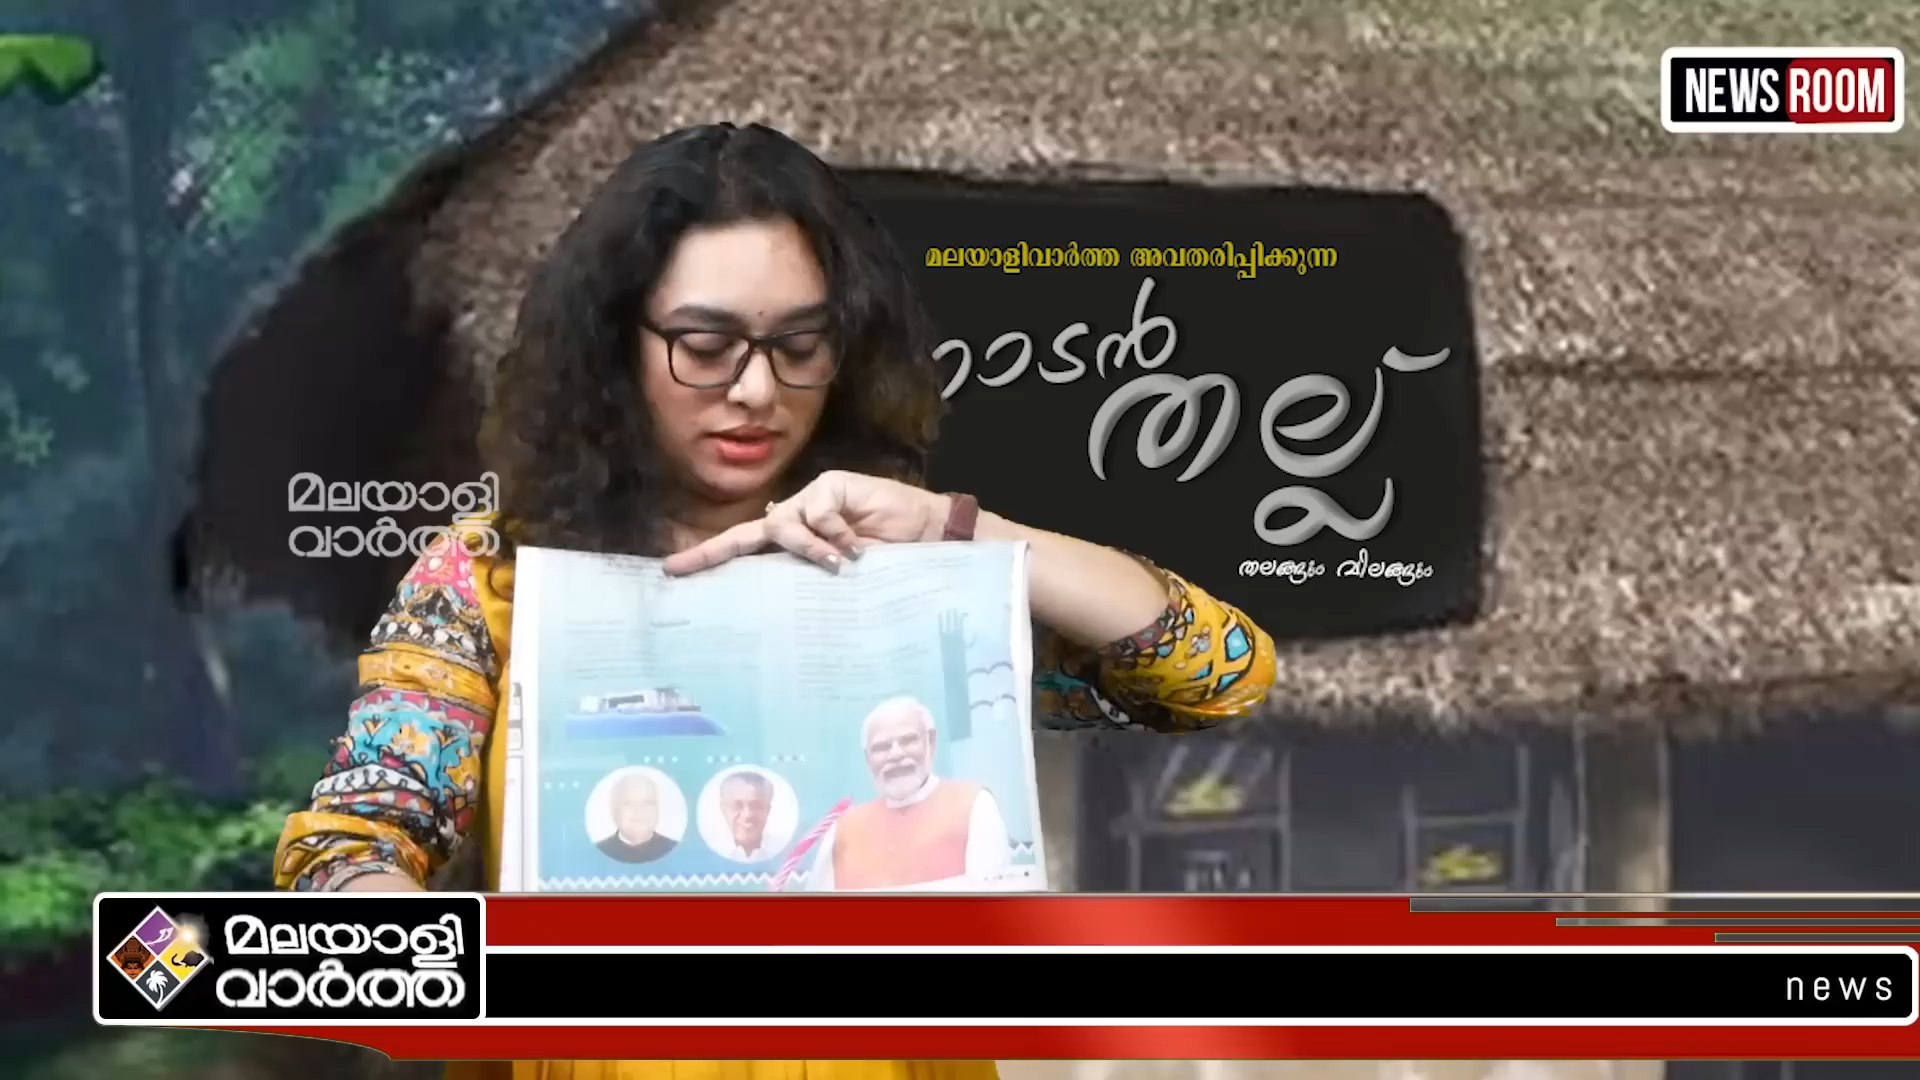 NEWS ROOM
മലയാളിവാർത്ത അവതരിപ്പിക്കുന്ന
നാടൻ
തല്ല്
തലങ്ങും വിലങ്ങും
മലയാളി
വാർത്ത
മലയാളി
വാർത്ത
news